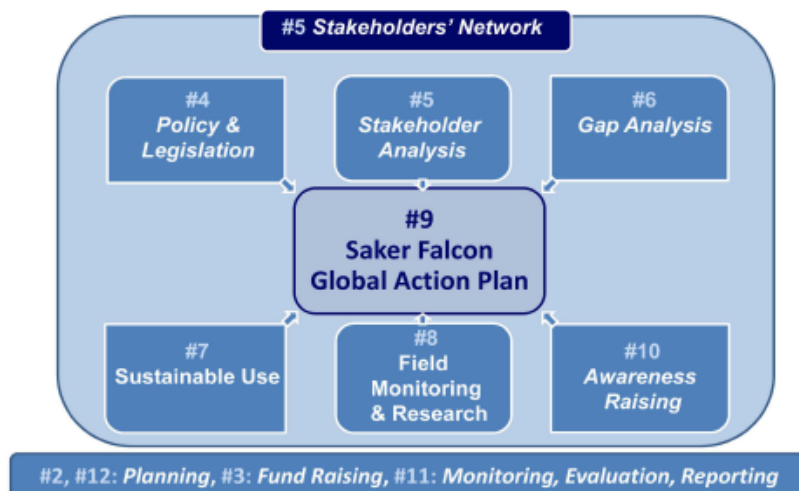 #5 Stakeholders' Network
#4
Policy &
Legislation
#5
Stakeholder
Analysis
#6
Gap Analysis
#9
Saker Falcon
Global Action Plan
#7
Sustainable Use
#8
Field
Monitoring
& Research
#10
Awareness
Raising
#2, #12: Planning, #3: Fund Raising, #11: Monitoring, Evaluation, Reporting